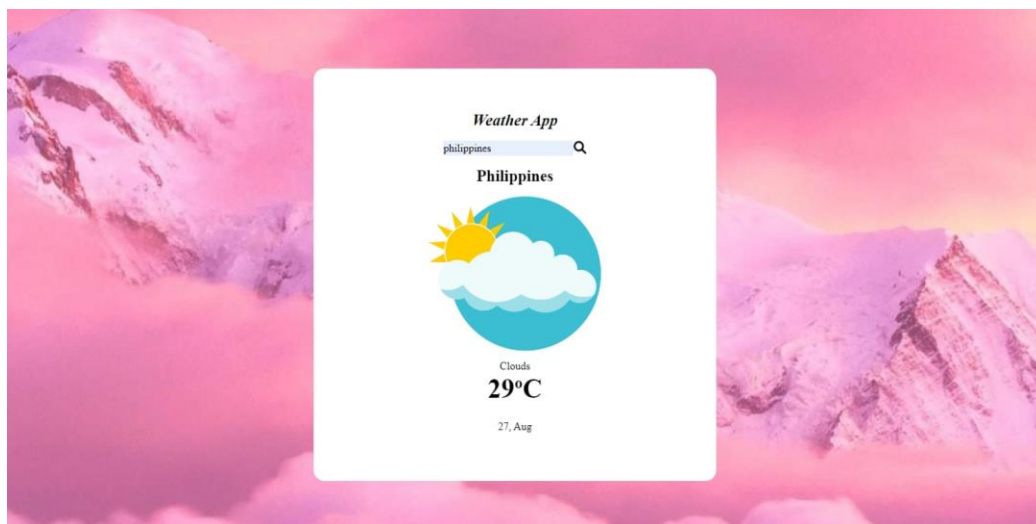 Weather App
philippines
Philippines
Clouds
29°C
27, Aug